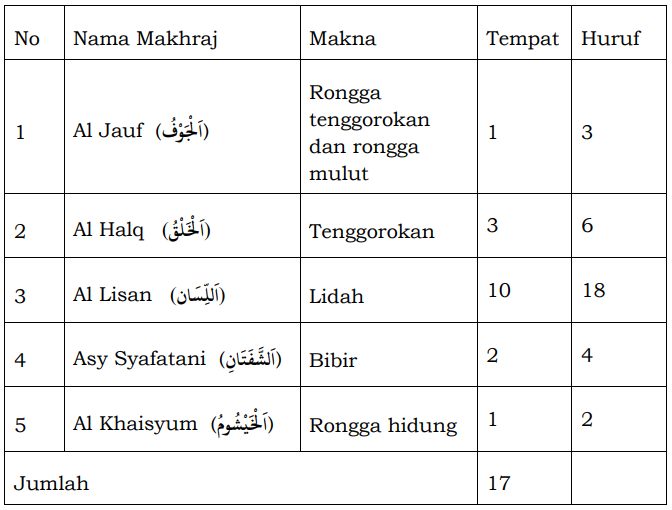 No Nama Makhraj Makna Tempat Huruf
1 Al Jauf (اَلْجَوْفُ) Rongga tenggorokan dan rongga mulut 1 3
2 Al Halq (اَلْخَلْقُ) Tenggorokan 3 6
3 Al Lisan (اَللِّسَان) Lidah 10 18
4 Asy Syafatani (اَلشَّفَتَانِ) Bibir 2 4
5 Al Khaisyum (اَلْخَيْشُومُ) Rongga hidung 1 2
Jumlah 17